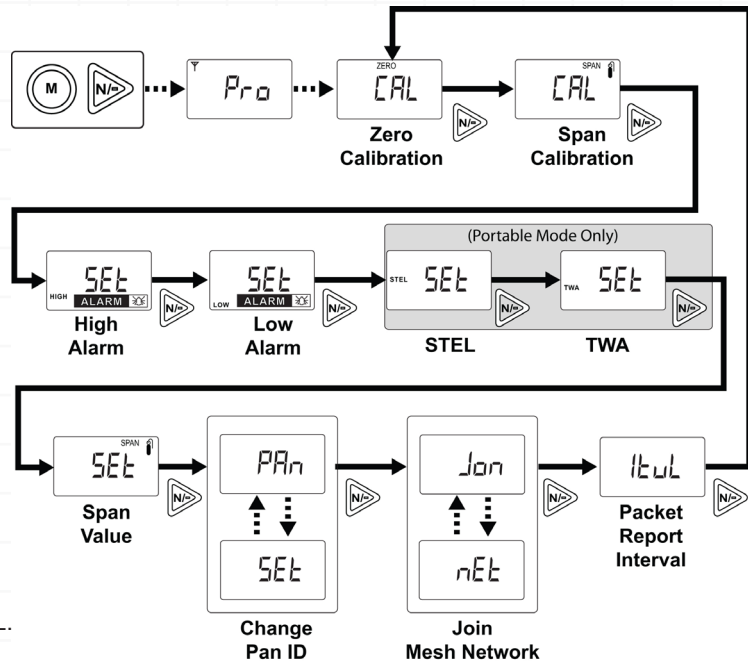 M N/- Pro ZERO CAL N/- SPAN CAL N/-
Zero
Calibration
Span
Calibration
(Portable Mode Only)
HIGH SEt ALARM N/- LOW SEt ALARM N/- STEL SEt N/- TWA SEt N/-
High
Alarm
Low
Alarm
STEL
TWA
SPAN SEt N/- PAn N/- Jon N/- Itul N/-
Span
Value
Packet
Report
Interval
SEt nEt
Change
Pan ID
Join
Mesh Network